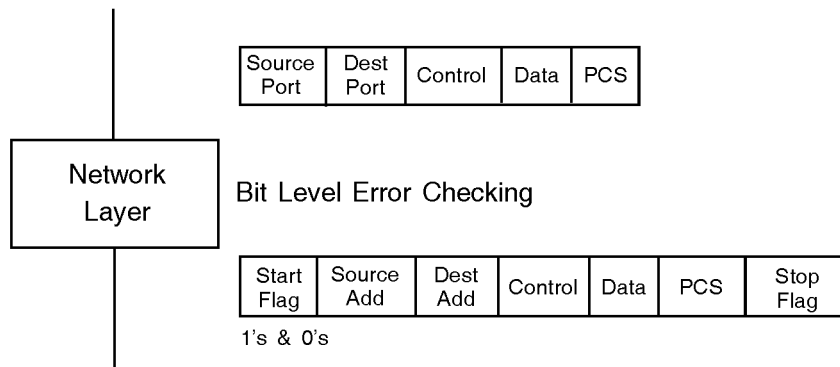 Source Port
Dest Port
Control
Data
PCS
Network
Layer
Bit Level Error Checking
Start Flag
Source Add
Dest Add
Control
Data
PCS
Stop Flag
1's & 0's